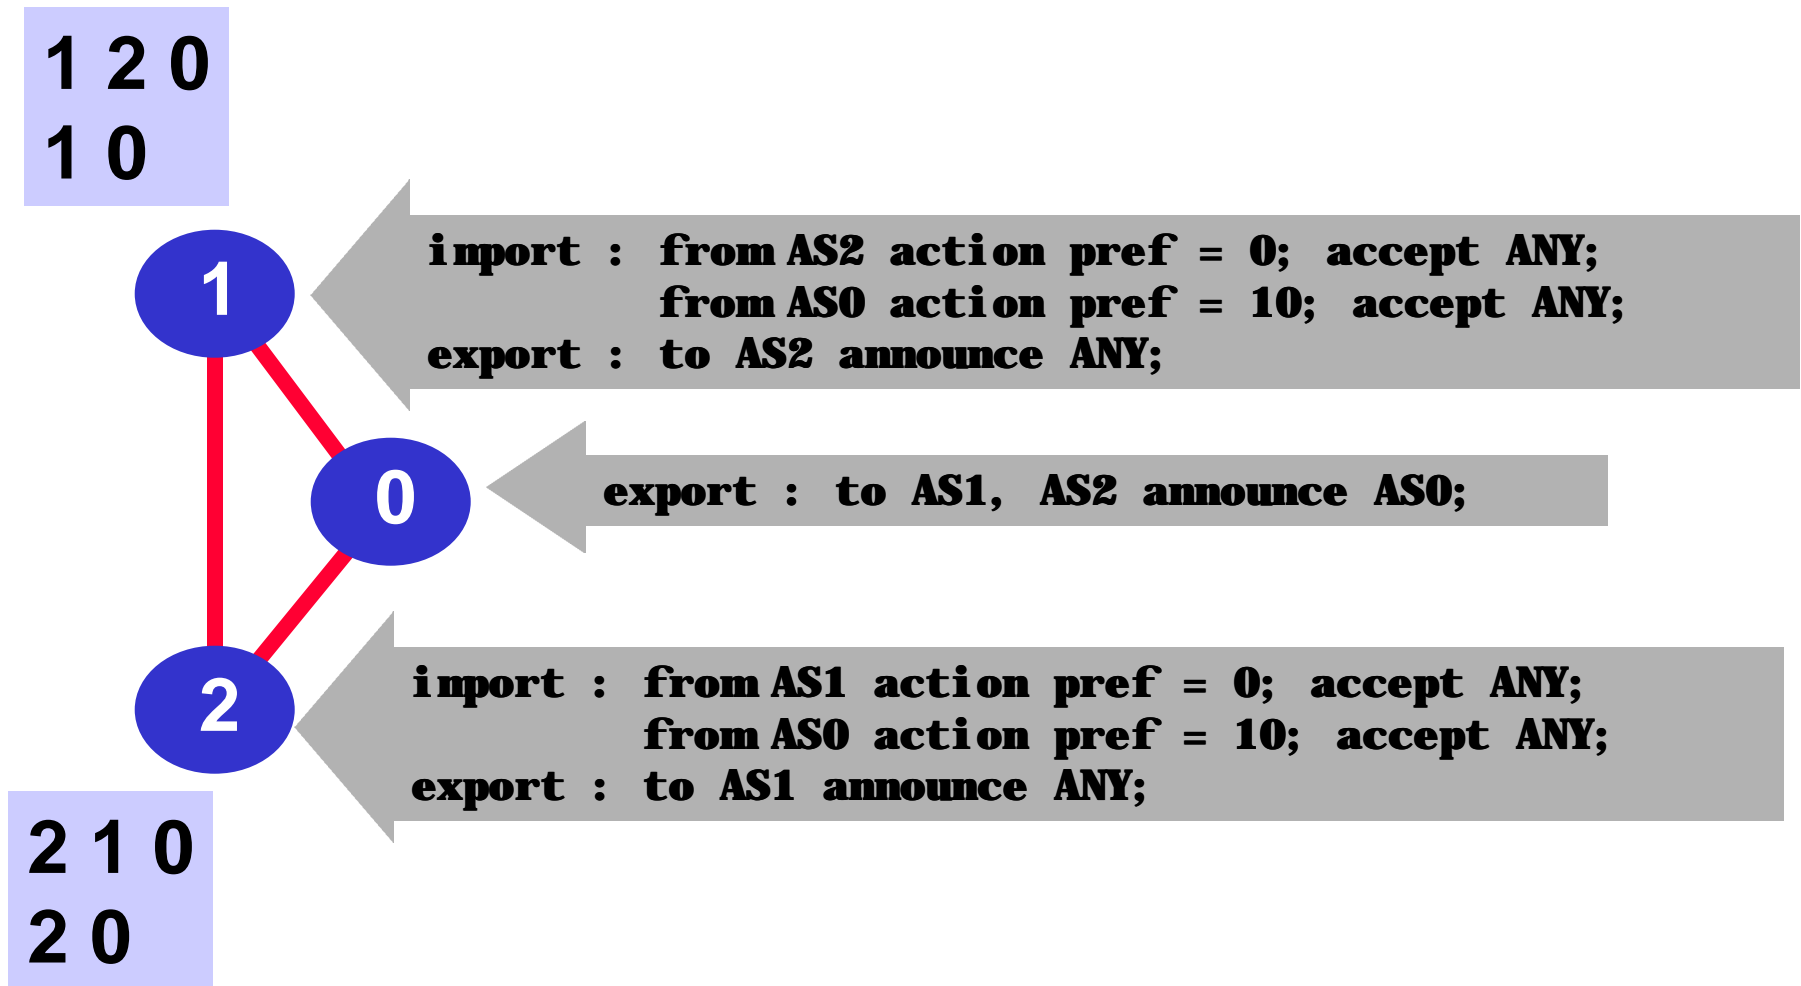 1 2 0
1 0
1
import : from AS2 action pref = 0; accept ANY;
from AS0 action pref = 10; accept ANY;
export : to AS2 announce ANY;
0
export : to AS1, AS2 announce AS0;
2
import : from AS1 action pref = 0; accept ANY;
from AS0 action pref = 10; accept ANY;
export : to AS1 announce ANY;
2 1 0
2 0